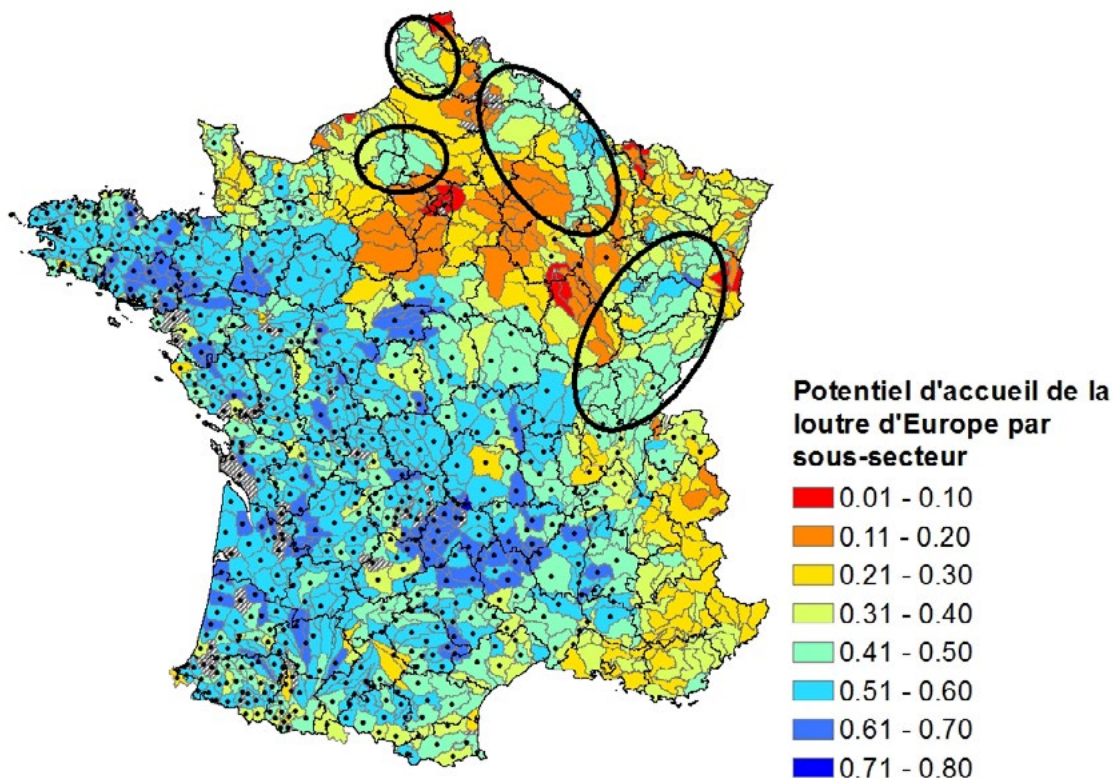 Potentiel d'accueil de la
loutre d'Europe par
sous-secteur
0.01 - 0.10
0.11 - 0.20
0.21 - 0.30
0.31 - 0.40
0.41 - 0.50
0.51 - 0.60
0.61 - 0.70
0.71 - 0.80